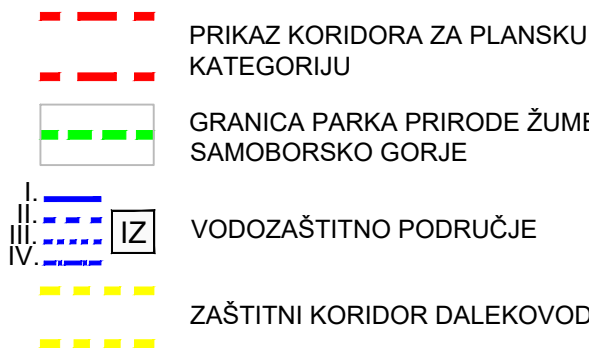 PRIKAZ KORIDORA ZA PLANSKU
KATEGORIJU
GRANICA PARKA PRIRODE ŽUMB
SAMOBORSKO GORJE
I.
II.
III.
IV.
IZ
VODOZAŠTITNO PODRUČJE
ZAŠTITNI KORIDOR DALEKOVOD